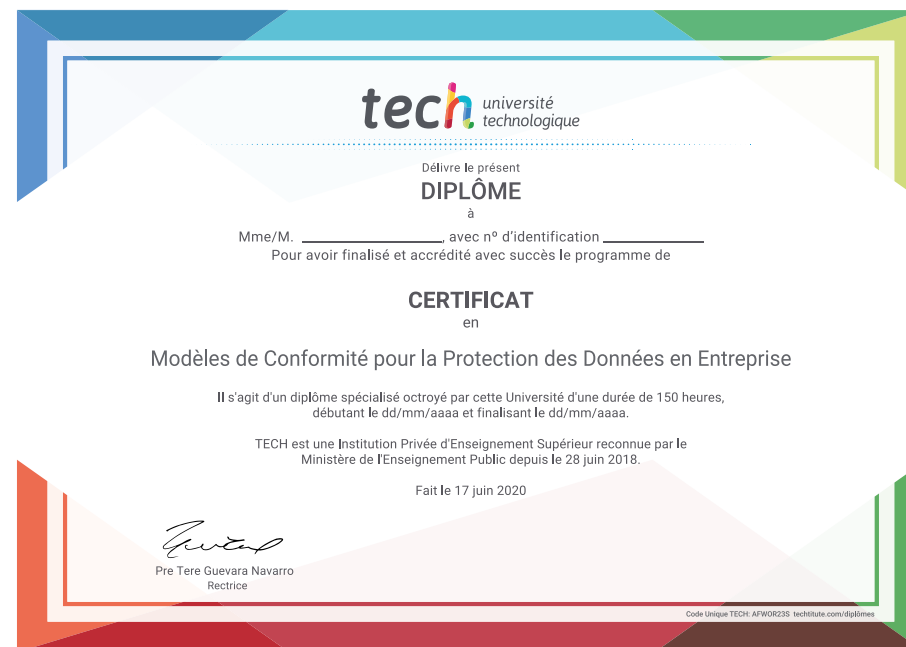 tech université
technologique
Délivre le présent
DIPLÔME
à
Mme/M. ____________________, avec nº d'identification ______________
Pour avoir finalisé et accrédité avec succès le programme de
CERTIFICAT
en
Modèles de Conformité pour la Protection des Données en Entreprise
Il s'agit d'un diplôme spécialisé octroyé par cette Université d'une durée de 150 heures,
débutant le dd/mm/aaaa et finalisant le dd/mm/aaaa.
TECH est une Institution Privée d'Enseignement Supérieur reconnue par le
Ministère de l'Enseignement Public depuis le 28 juin 2018.
Fait le 17 juin 2020
Pre Tere Guevara Navarro
Rectrice
Code Unique TECH: AFWOR23S techtitute.com/diplômes